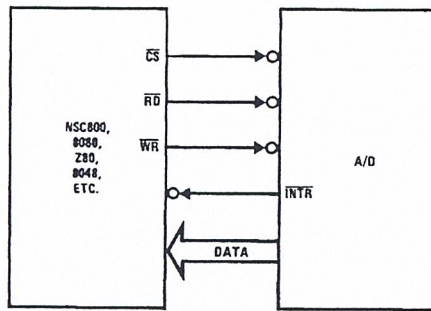 CS
RD
WR
INTR
NSC800,
8080,
Z80,
8048,
ETC.
A/D
DATA